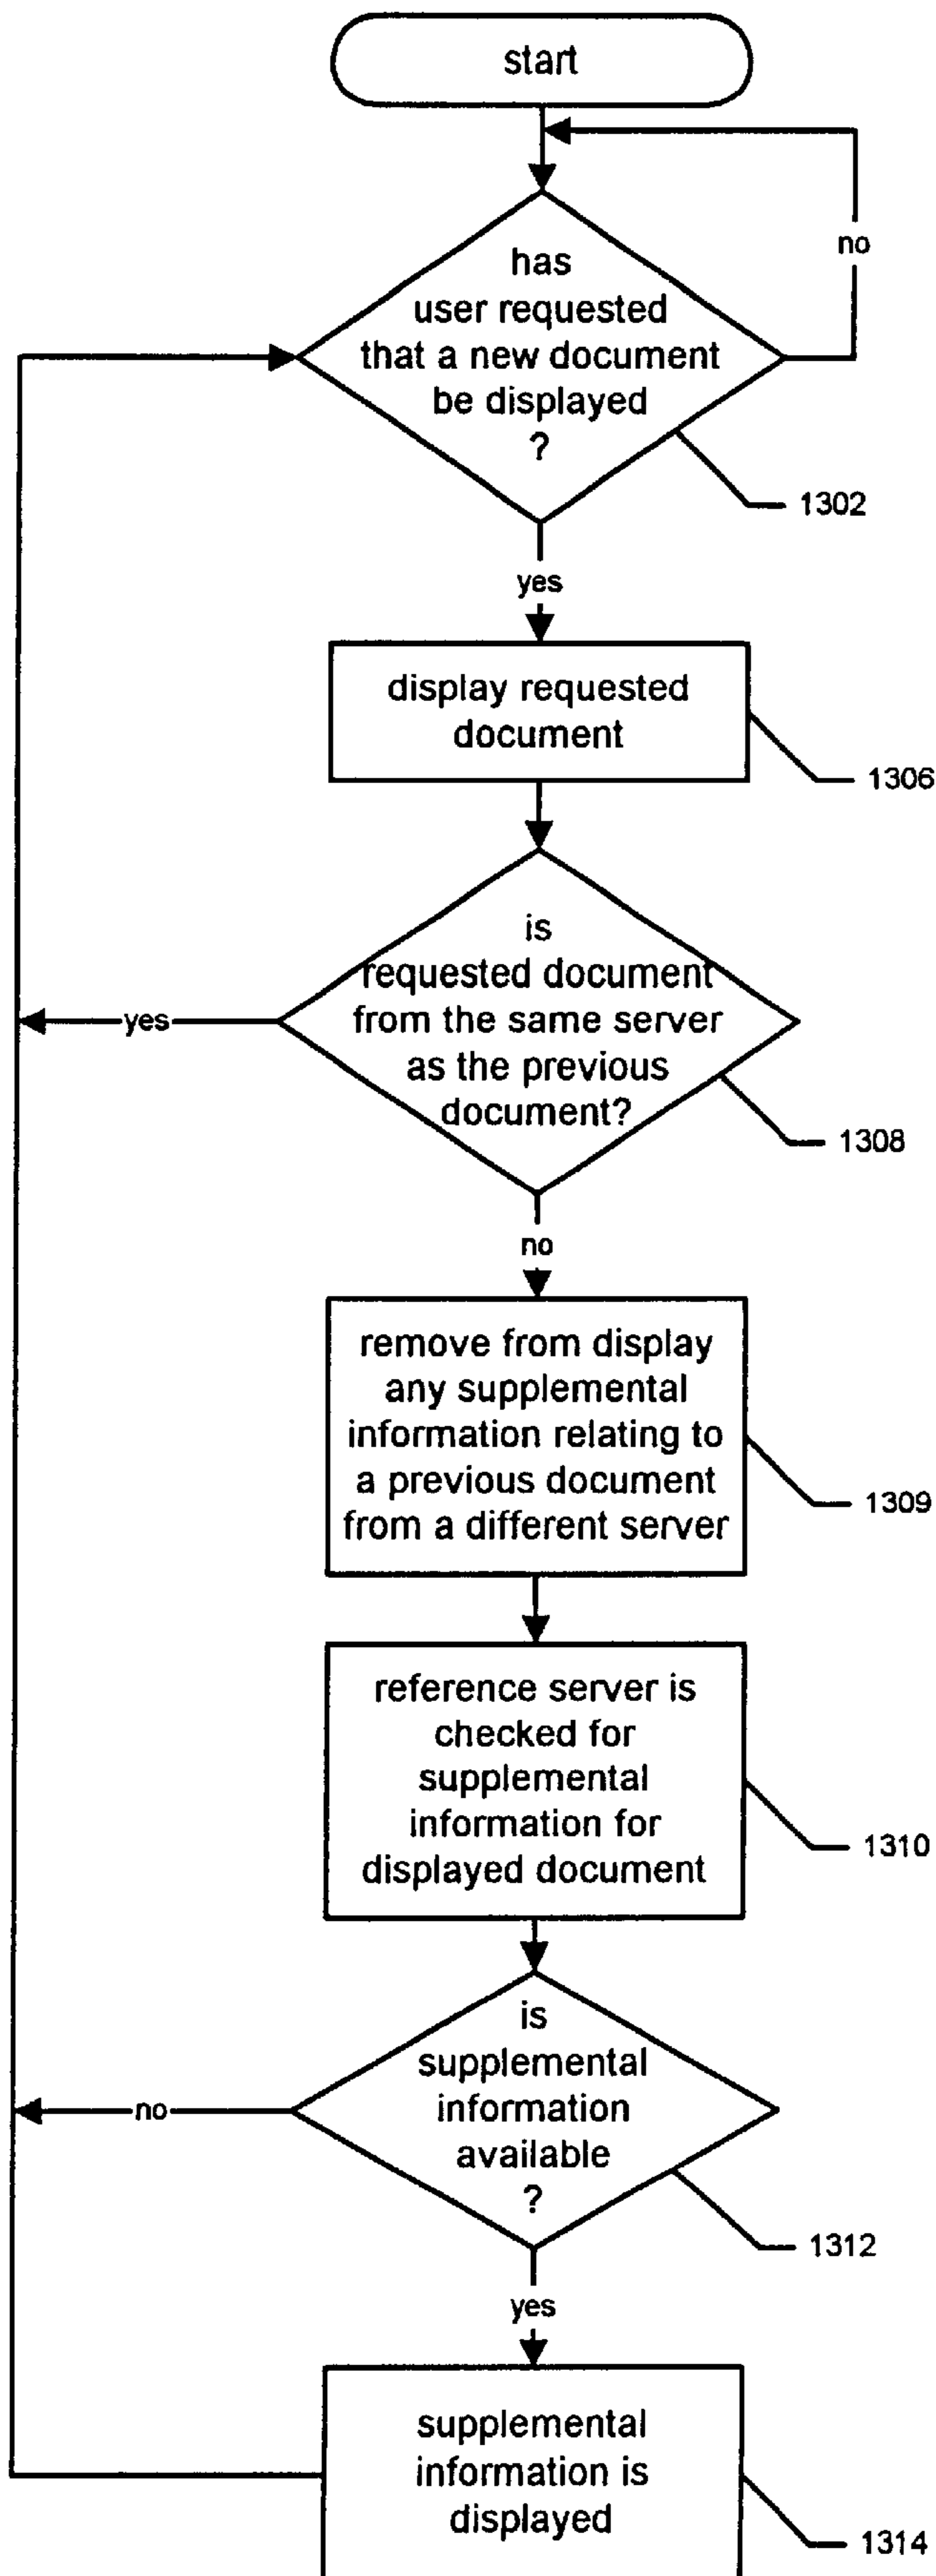 start
no
has
user requested
that a new document
be displayed
?
1302
yes
display requested
document
1306
is
requested document
from the same server
as the previous
document?
yes
1308
no
remove from display
any supplemental
information relating to
a previous document
from a different server
1309
reference server is
checked for
supplemental
information for
displayed document
1310
is
supplemental
information
available
?
no
1312
yes
supplemental
information is
displayed
1314